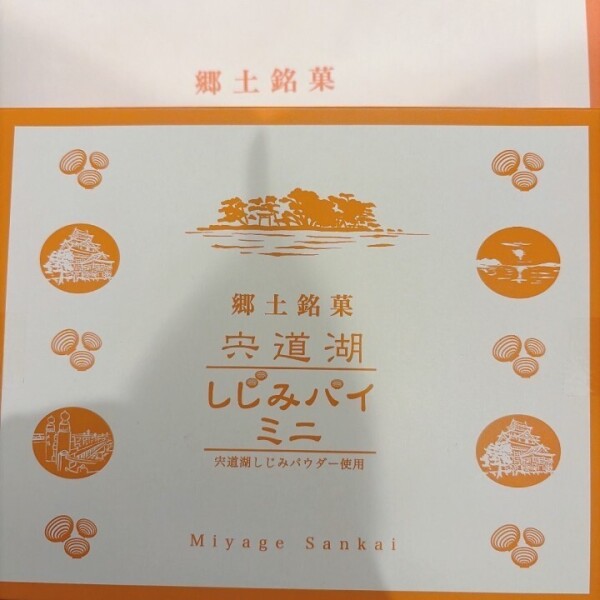 郷土銘菓
郷土銘菓
宍道湖
しじみパイ
ミニ
宍道湖しじみパウダー使用
Miyage Sankai